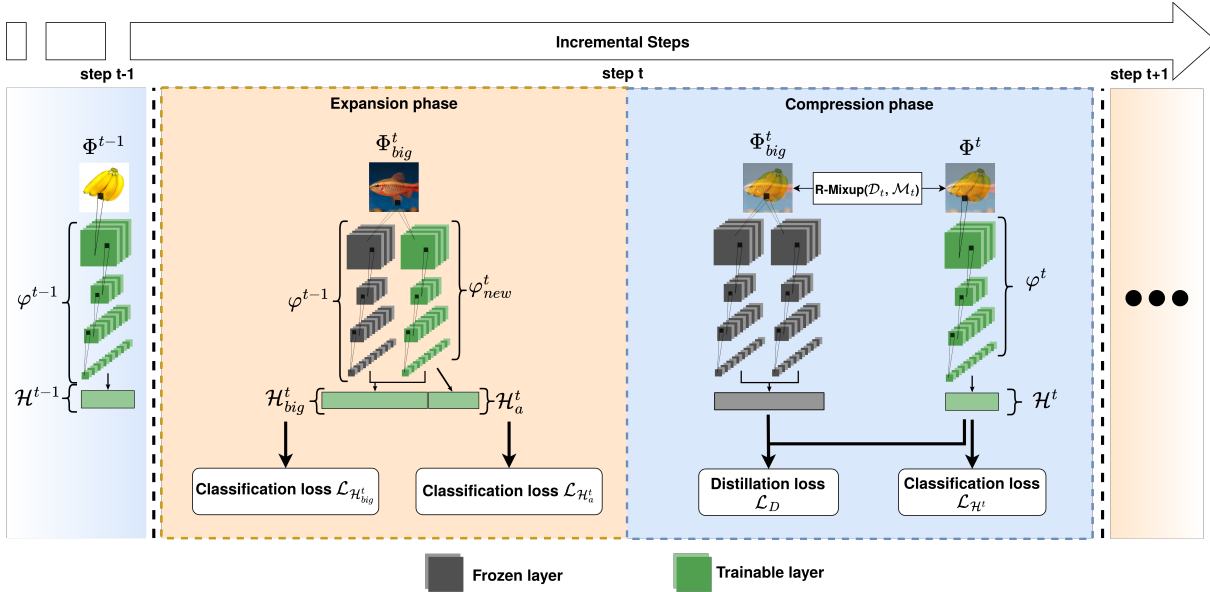 Incremental Steps
step t-1
step t
step t+1
Expansion phase
Compression phase
Φ^{t-1}
Φ^t_{big}
Φ^t_{big}
Φ^t
R-Mixup(𝒟_t, ℳ_t)
φ^{t-1}
φ^{t-1}
φ^t_{new}
φ^t
ℋ^{t-1}
ℋ^t_{big}
ℋ^t_a
ℋ^t
Classification loss ℒ_{ℋ^t_{big}}
Classification loss ℒ_{ℋ^t_a}
Distillation loss
ℒ_D
Classification loss
ℒ_{ℋ^t}
Frozen layer
Trainable layer